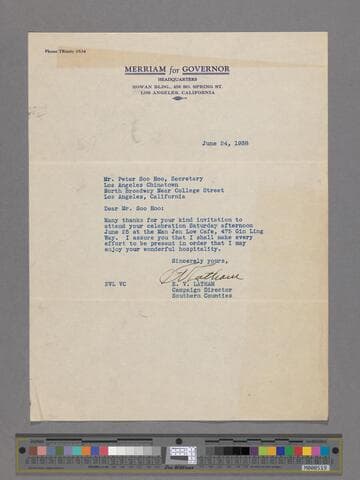 Phone TRinity 1534
MERRIAM for GOVERNOR
HEADQUARTERS
ROWAN BLDG., 458 SO. SPRING ST.
LOS ANGELES, CALIFORNIA
June 24, 1938
Mr. Peter Soo Hoo, Secretary
Los Angeles Chinatown
North Broadway Near College Street
Los Angeles, California
Dear Mr. Soo Hoo:
Many thanks for your kind invitation to
attend your celebration Saturday afternoon
June 25 at the Man Jen Low Cafe, 475 Gin Ling
Way. I assure you that I shall make every
effort to be present in order that I may
enjoy your wonderful hospitality.
Sincerely yours,
Latham
SVL VC
E. V. LATHAM
Campaign Director
Southern Counties
M000519